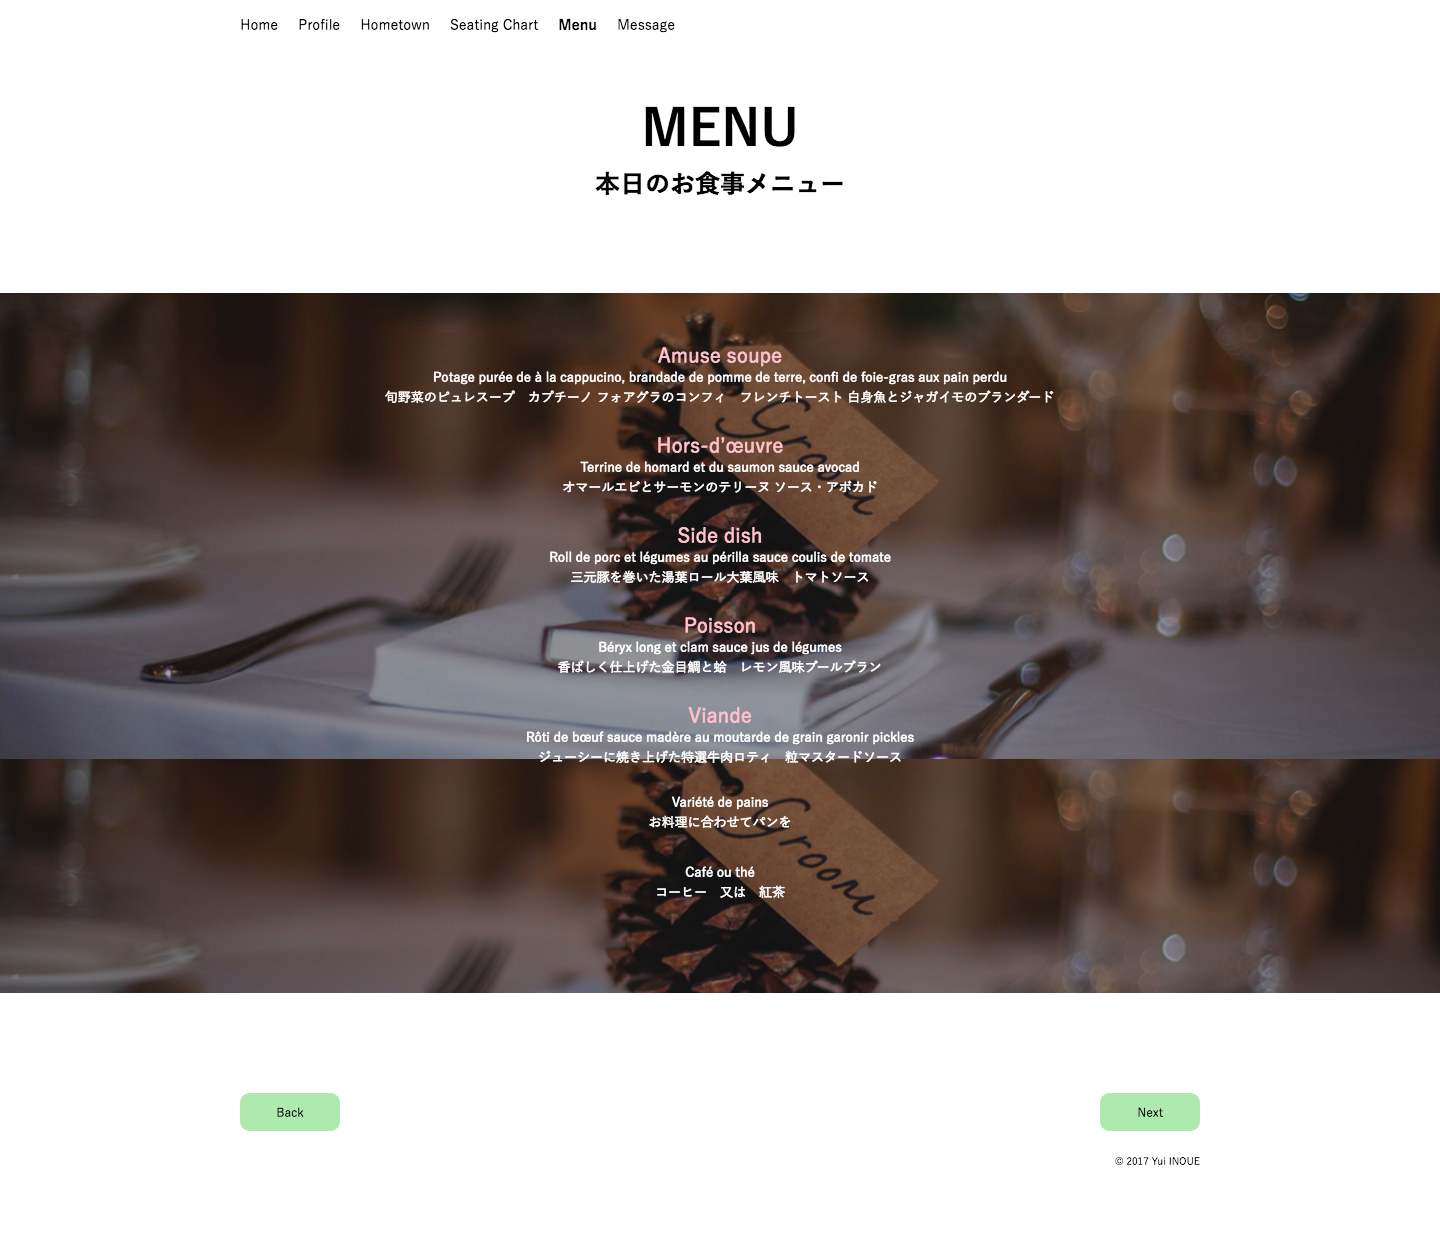 Home Profile Hometown Seating Chart Menu Message
MENU
本日のお食事メニュー
Amuse soupe
Potage purée de à la cappucino, brandade de pomme de terre, confi de foie-gras aux pain perdu
旬野菜のピュレスープ　カプチーノ フォアグラのコンフィ　フレンチトースト 白身魚とジャガイモのブランダード
Hors-d’œuvre
Terrine de homard et du saumon sauce avocad
オマールエビとサーモンのテリーヌ ソース・アボカド
Side dish
Roll de porc et légumes au périlla sauce coulis de tomate
三元豚を巻いた湯葉ロール大葉風味　トマトソース
Poisson
Béryx long et clam sauce jus de légumes
香ばしく仕上げた金目鯛と蛤　レモン風味ブールブラン
Viande
Rôti de bœuf sauce madère au moutarde de grain garonir pickles
ジューシーに焼き上げた特選牛肉ロティ　粒マスタードソース
Variété de pains
お料理に合わせてパンを
Groom
Café ou thé
コーヒー　又は　紅茶
Back
Next
© 2017 Yui INOUE